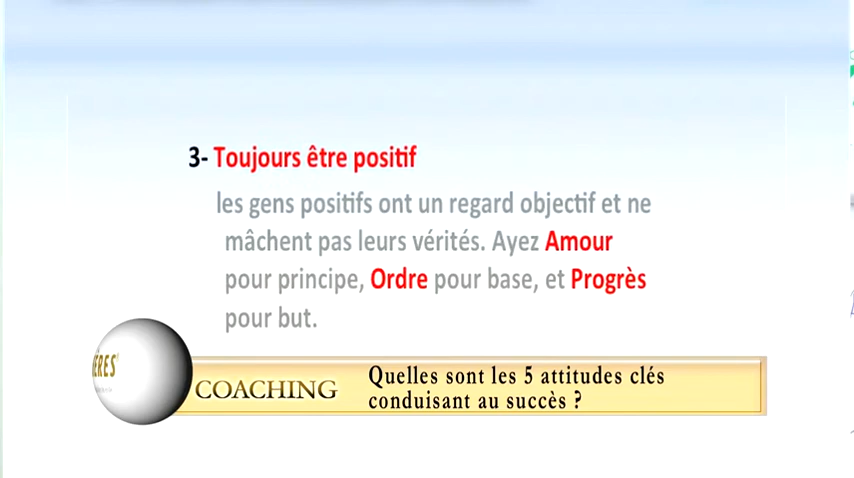 3- Toujours être positif
les gens positifs ont un regard objectif et ne
mâchent pas leurs vérités. Ayez Amour
pour principe, Ordre pour base, et Progrès
pour but.
COACHING
Quelles sont les 5 attitudes clés
conduisant au succès ?